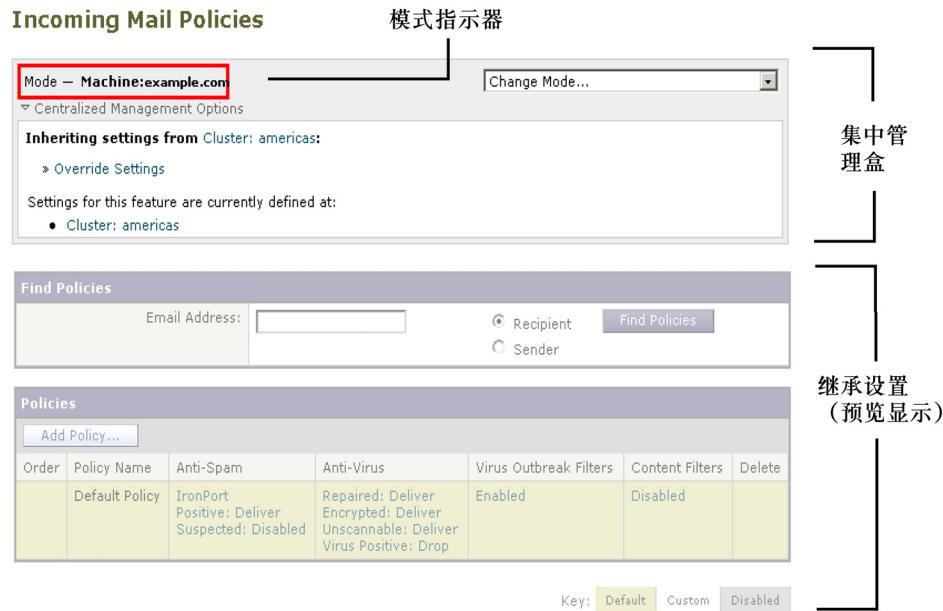 Incoming Mail Policies
模式指示器
Mode — Machine:example.com
Change Mode...
Centralized Management Options
Inheriting settings from Cluster: americas:
» Override Settings
Settings for this feature are currently defined at:
• Cluster: americas
集中管
理盒
Find Policies
Email Address:
Recipient
Find Policies
Sender
继承设置
（预览显示）
Policies
Add Policy...
Order Policy Name Anti-Spam Anti-Virus Virus Outbreak Filters Content Filters Delete
Default Policy IronPort Repaired: Deliver Enabled Disabled
Positive: Deliver Encrypted: Deliver
Suspected: Disabled Unscannable: Deliver
Virus Positive: Drop
Key: Default Custom Disabled